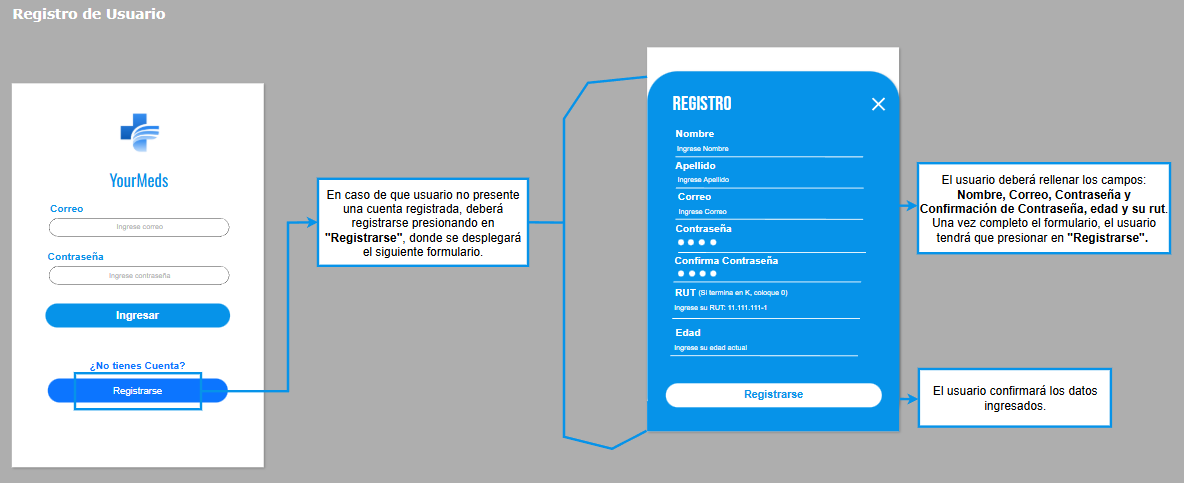 Registro de Usuario
YourMeds
Correo
Ingrese correo
Contraseña
Ingrese contraseña
Ingresar
¿No tienes Cuenta?
Registrarse
En caso de que usuario no presente
una cuenta registrada, deberá
registrarse presionando en
"Registrarse", donde se desplegará
el siguiente formulario.
REGISTRO
Nombre
Ingrese Nombre
Apellido
Ingrese Apellido
Correo
Ingrese Correo
Contraseña
Confirma Contraseña
RUT (Si termina en K, coloque 0)
Ingrese su RUT: 11.111.111-1
Edad
Ingrese su edad actual
Registrarse
El usuario deberá rellenar los campos:
Nombre, Correo, Contraseña y
Confirmación de Contraseña, edad y su rut.
Una vez completo el formulario, el usuario
tendrá que presionar en "Registrarse".
El usuario confirmará los datos
ingresados.